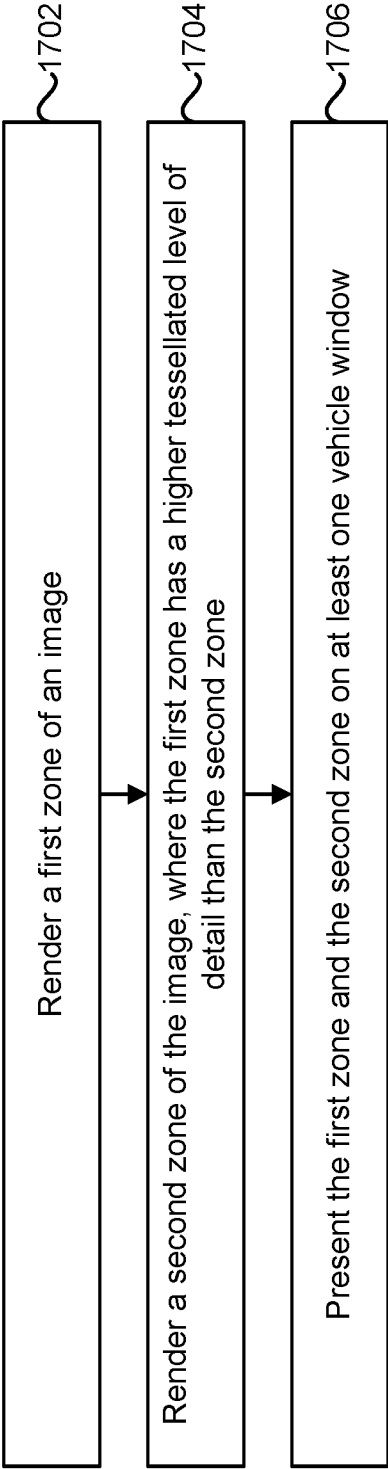 Render a first zone of an image
1702
Render a second zone of the image, where the first zone has a higher tessellated level of
detail than the second zone
1704
Present the first zone and the second zone on at least one vehicle window
1706